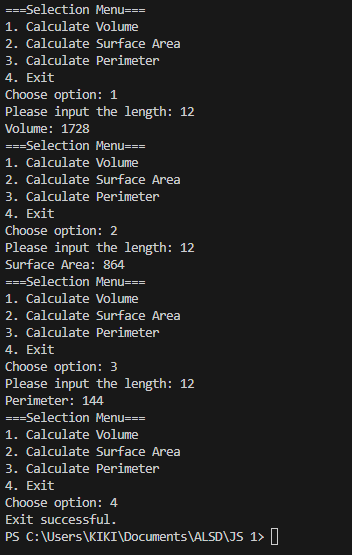 ===Selection Menu===
1. Calculate Volume
2. Calculate Surface Area
3. Calculate Perimeter
4. Exit
Choose option: 1
Please input the length: 12
Volume: 1728
===Selection Menu===
1. Calculate Volume
2. Calculate Surface Area
3. Calculate Perimeter
4. Exit
Choose option: 2
Please input the length: 12
Surface Area: 864
===Selection Menu===
1. Calculate Volume
2. Calculate Surface Area
3. Calculate Perimeter
4. Exit
Choose option: 3
Please input the length: 12
Perimeter: 144
===Selection Menu===
1. Calculate Volume
2. Calculate Surface Area
3. Calculate Perimeter
4. Exit
Choose option: 4
Exit successful.
PS C:\Users\KIKI\Documents\ALSD\JS 1>